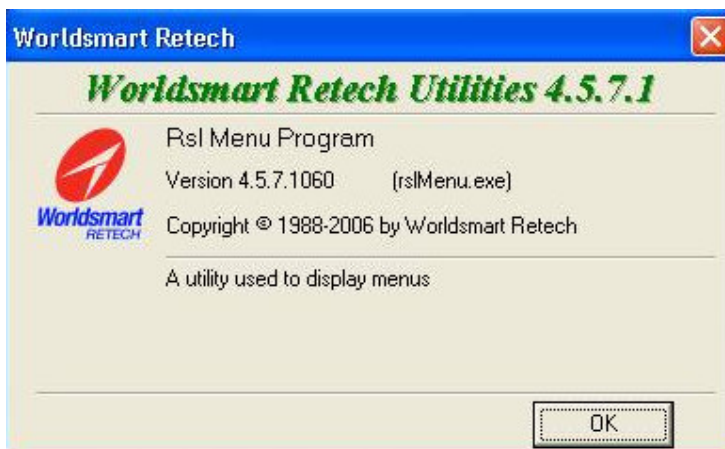 Worldsmart Retech
Worldsmart Retech Utilities 4.5.7.1
Rsl Menu Program
Version 4.5.7.1060 (rslMenu.exe)
Worldsmart
RETECH
Copyright © 1988-2006 by Worldsmart Retech
A utility used to display menus
OK